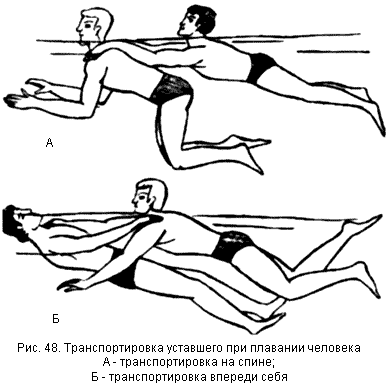 А
Б
Рис. 48. Транспортировка уставшего при плавании человека
А - транспортировка на спине;
Б - транспортировка впереди себя